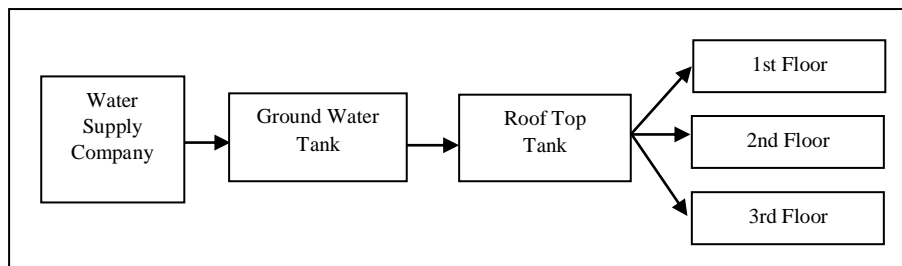 Water
Supply
Company
Ground Water
Tank
Roof Top
Tank
1st Floor
2nd Floor
3rd Floor